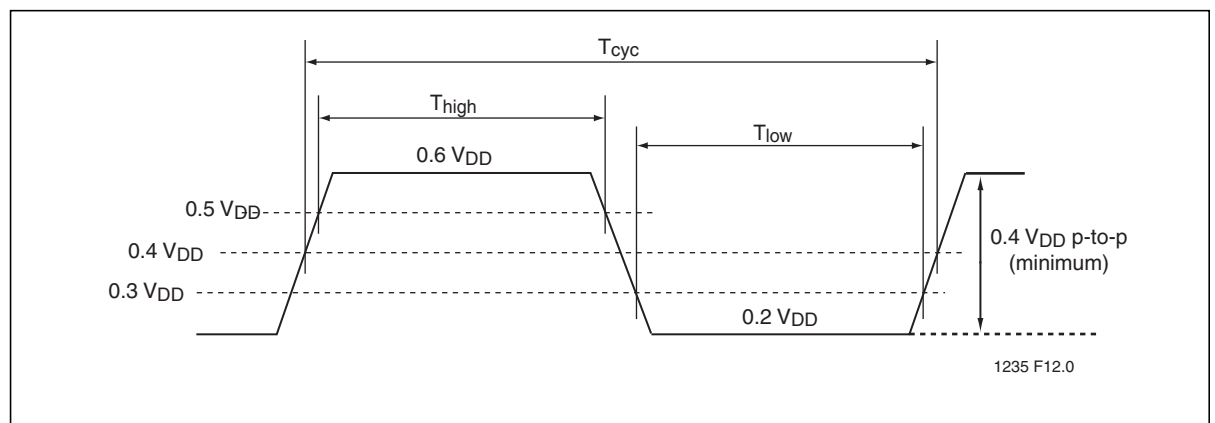 Tcyc
Thigh
Tlow
0.6 VDD
0.5 VDD
0.4 VDD
0.4 VDD p-to-p
(minimum)
0.3 VDD
0.2 VDD
1235 F12.0